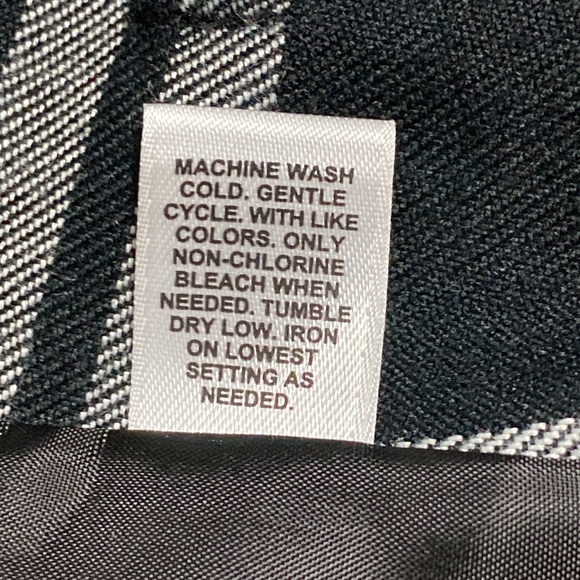 MACHINE WASH
COLD. GENTLE
CYCLE. WITH LIKE
COLORS. ONLY
NON-CHLORINE
BLEACH WHEN
NEEDED. TUMBLE
DRY LOW. IRON
ON LOWEST
SETTING AS
NEEDED.